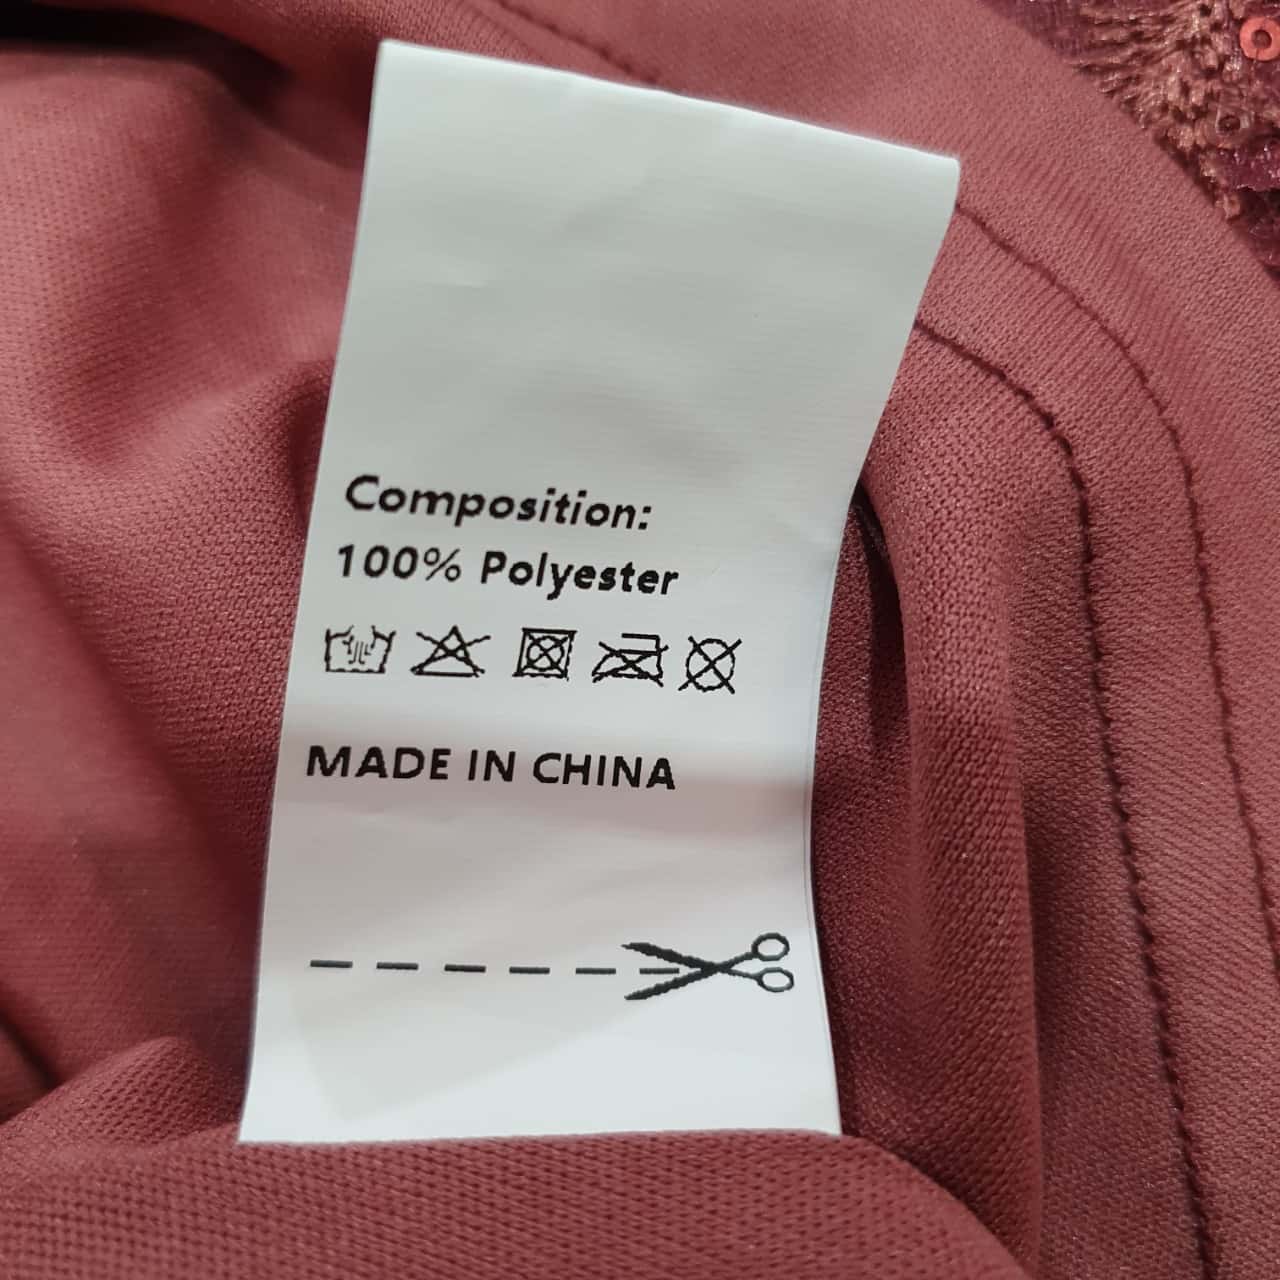 Composition:
100% Polyester
MADE IN CHINA